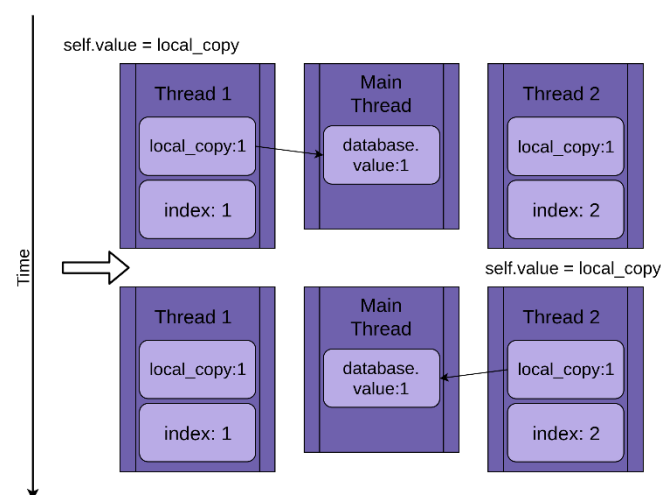 self.value = local_copy
Thread 1
local_copy:1
index: 1
Main
Thread
database.
value:1
Thread 2
local_copy:1
index: 2
Time
self.value = local_copy
Thread 1
local_copy:1
index: 1
Main
Thread
database.
value:1
Thread 2
local_copy:1
index: 2